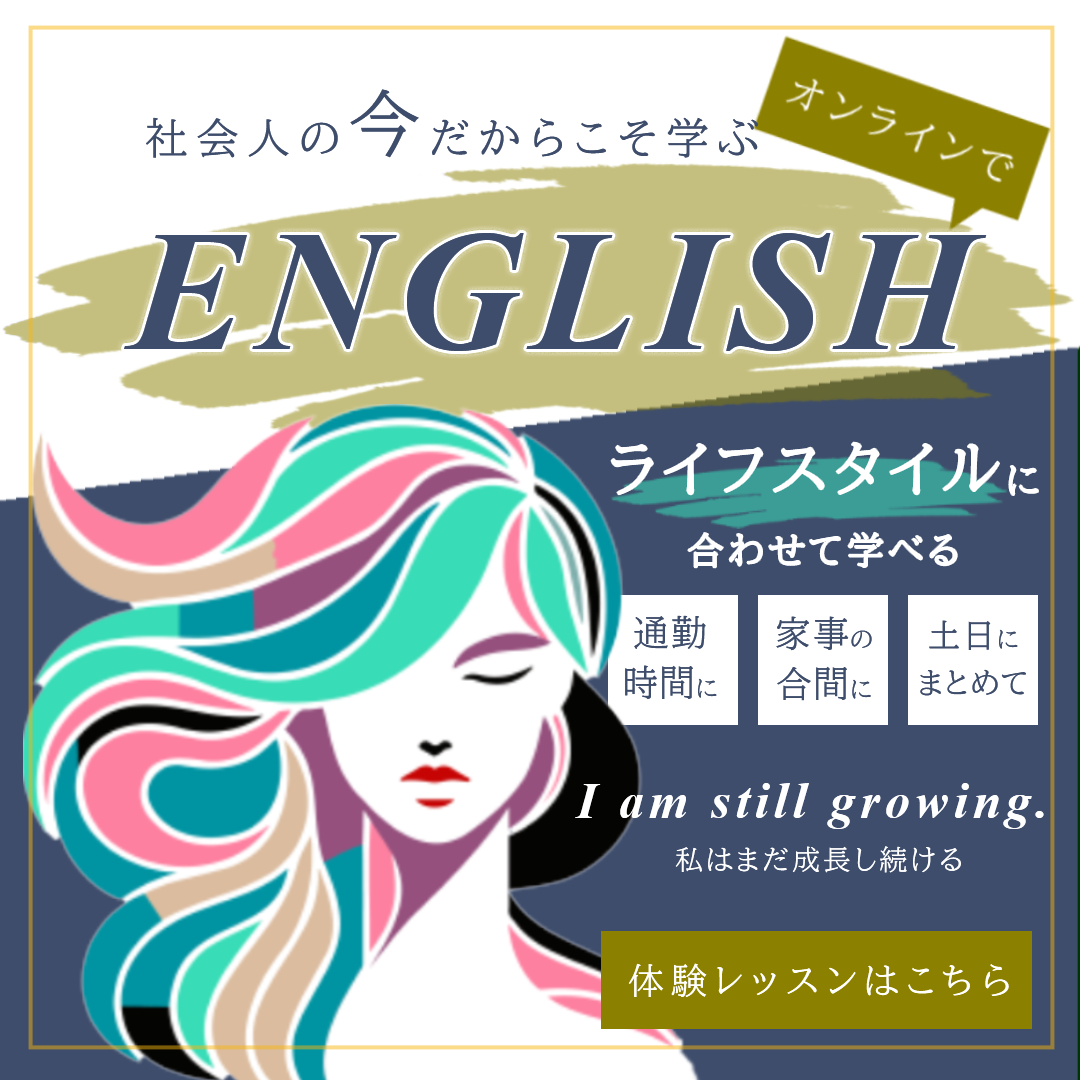 社会人の今だからこそ学ぶ
オンラインで
ENGLISH
ライフスタイルに
合わせて学べる
通勤
時間に
家事の
合間に
土日に
まとめて
I am still growing.
私はまだ成長し続ける
体験レッスンはこちら